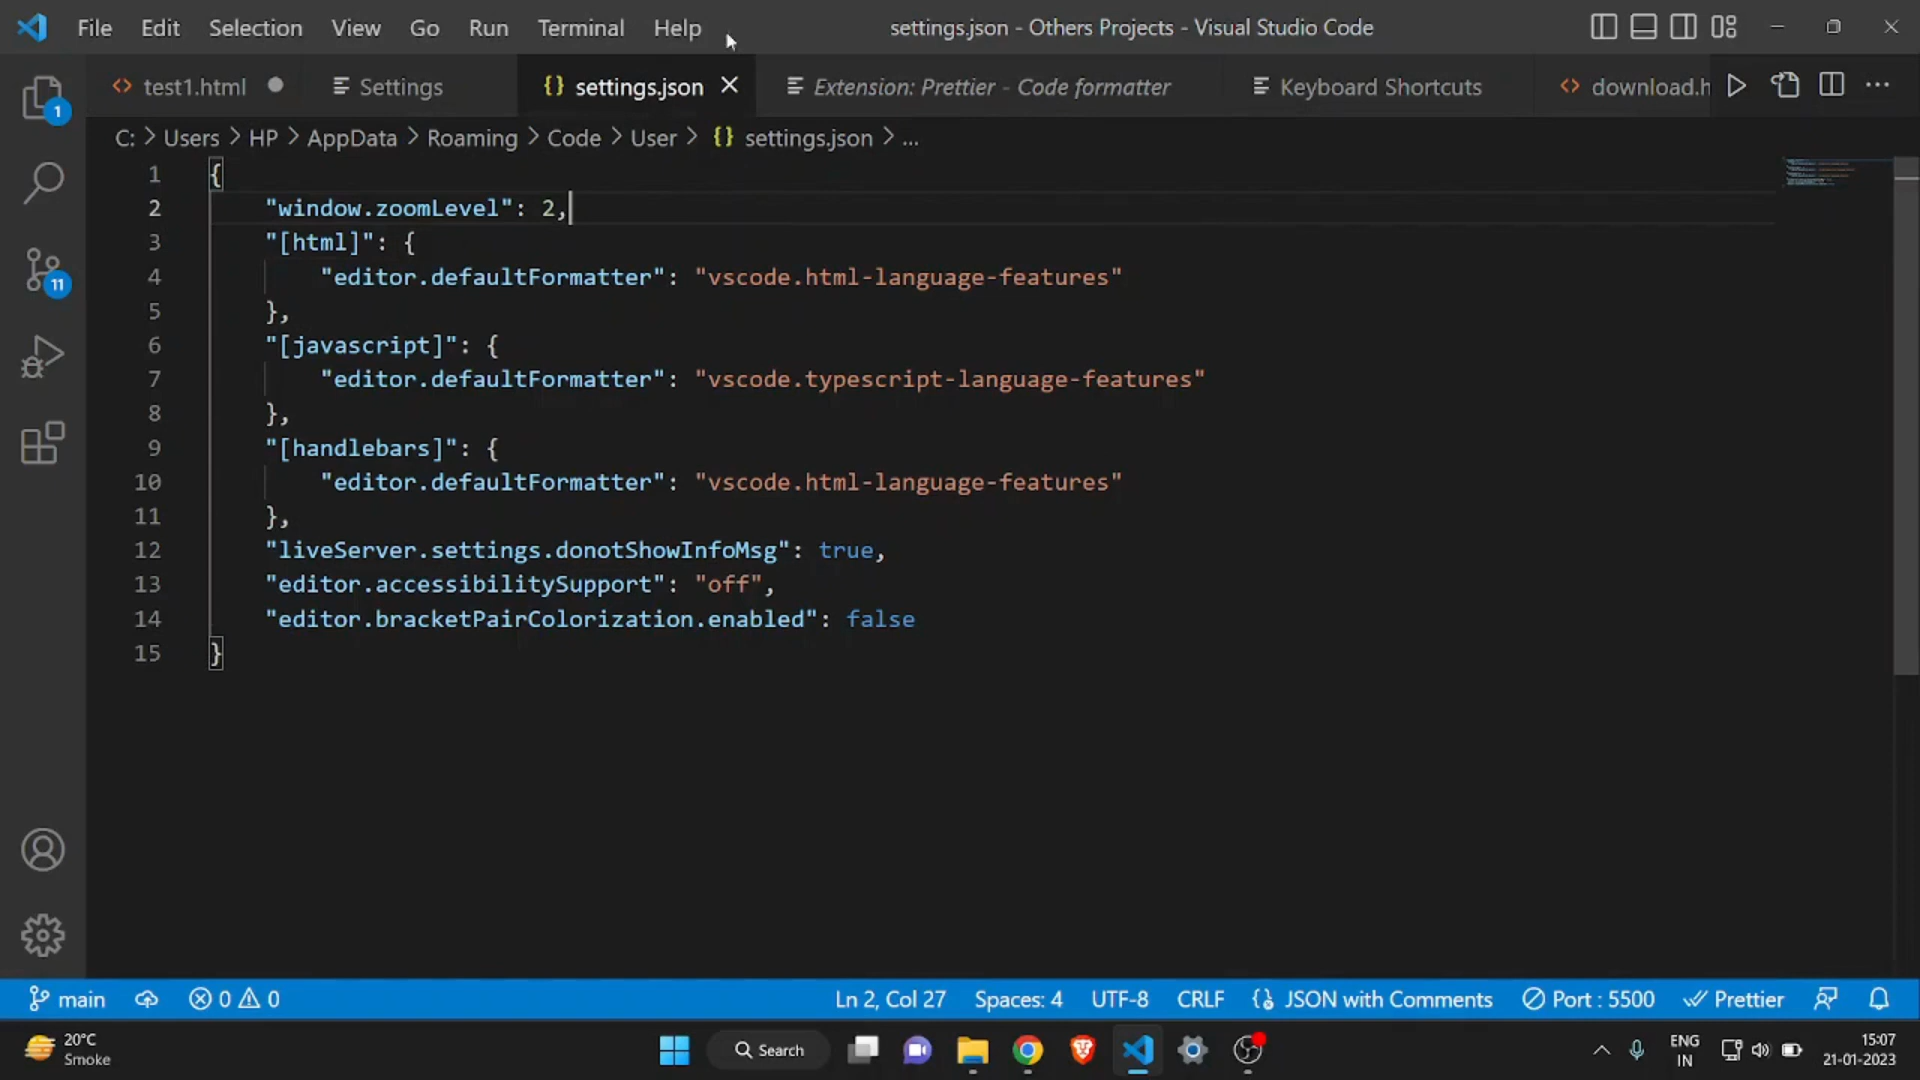 File Edit Selection View Go Run Terminal Help settings.json - Others Projects - Visual Studio Code
test1.html Settings {} settings.json Extension: Prettier - Code formatter Keyboard Shortcuts download.h
C: > Users > HP > AppData > Roaming > Code > User > {} settings.json > ...
1 {
2 "window.zoomLevel": 2,
3 "[html]": {
4 "editor.defaultFormatter": "vscode.html-language-features"
5 },
6 "[javascript]": {
7 "editor.defaultFormatter": "vscode.typescript-language-features"
8 },
9 "[handlebars]": {
10 "editor.defaultFormatter": "vscode.html-language-features"
11 },
12 "liveServer.settings.donotShowInfoMsg": true,
13 "editor.accessibilitySupport": "off",
14 "editor.bracketPairColorization.enabled": false
15 }
1
11
main 0 0 Ln 2, Col 27 Spaces: 4 UTF-8 CRLF JSON with Comments Port : 5500 Prettier
20°C
Smoke
Search
ENG
IN
15:07
21-01-2023